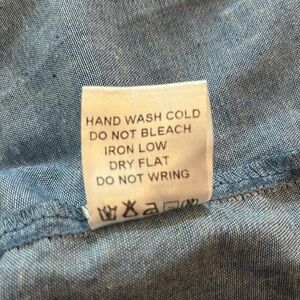 HAND WASH COLD
DO NOT BLEACH
IRON LOW
DRY FLAT
DO NOT WRING